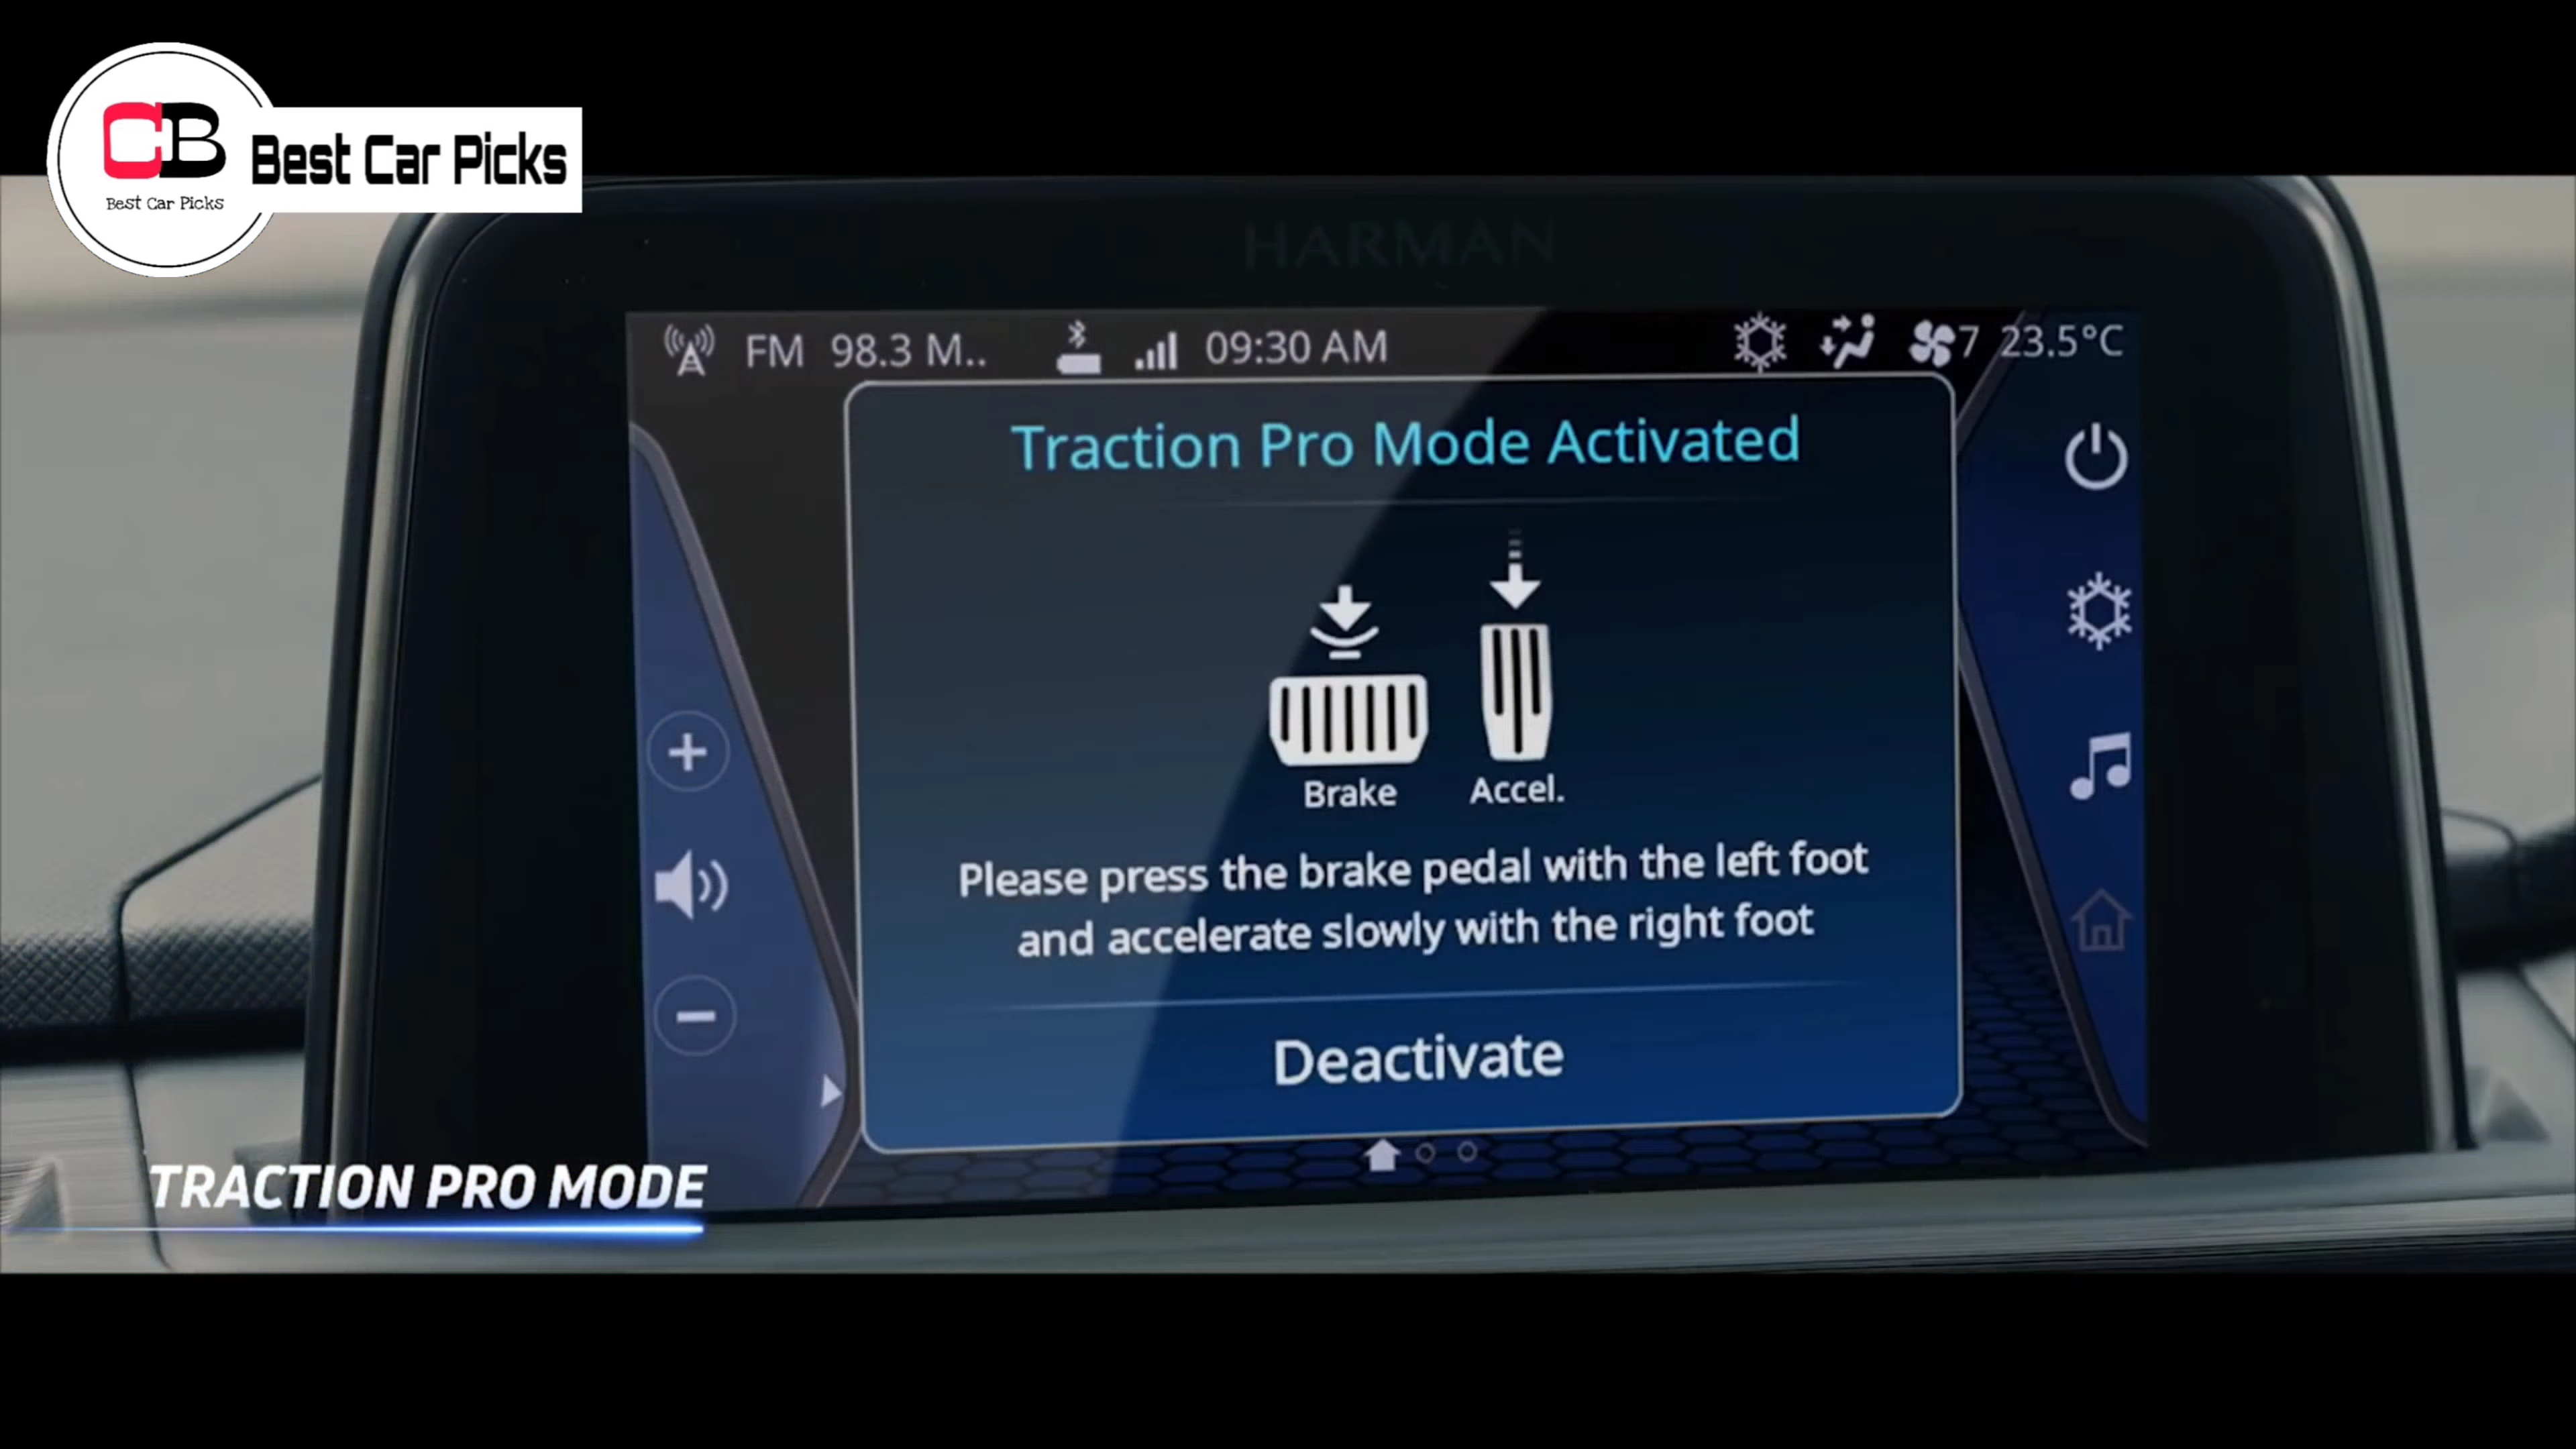 CB
Best Car Picks
Best Car Picks
HARMAN
FM 98.3 M.. 09:30 AM 7 23.5°C
Traction Pro Mode Activated
Brake Accel.
Please press the brake pedal with the left foot
and accelerate slowly with the right foot
Deactivate
TRACTION PRO MODE